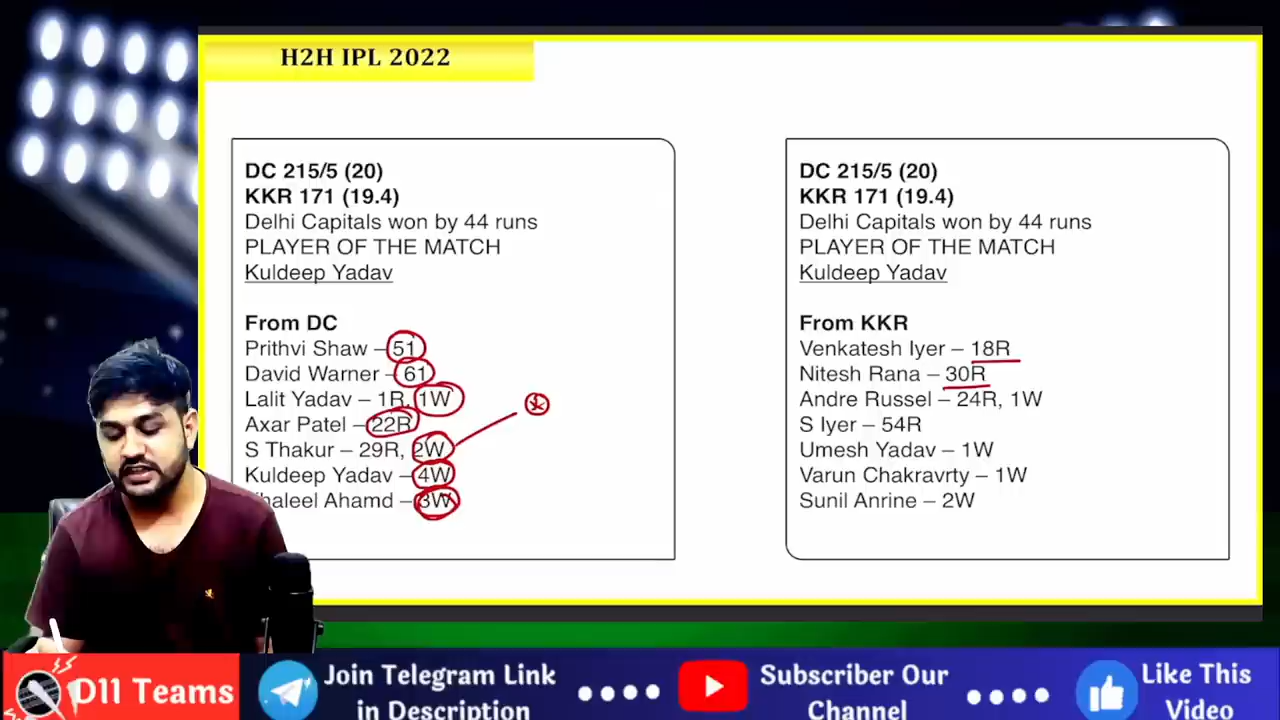 H2H IPL 2022
DC 215/5 (20)
KKR 171 (19.4)
Delhi Capitals won by 44 runs
PLAYER OF THE MATCH
Kuldeep Yadav
From DC
Prithvi Shaw – 51
David Warner – 61
Lalit Yadav – 1R, 1W
Axar Patel – 22R
S Thakur – 29R, 2W
Kuldeep Yadav – 4W
Ahamd – 3W
DC 215/5 (20)
KKR 171 (19.4)
Delhi Capitals won by 44 runs
PLAYER OF THE MATCH
Kuldeep Yadav
From KKR
Venkatesh Iyer – 18R
Nitesh Rana – 30R
Andre Russel – 24R, 1W
S Iyer – 54R
Umesh Yadav – 1W
Varun Chakravrty – 1W
Sunil Anrine – 2W
D11 Teams
Join Telegram Link
in Description
Subscriber Our
Channel
Like This
Video